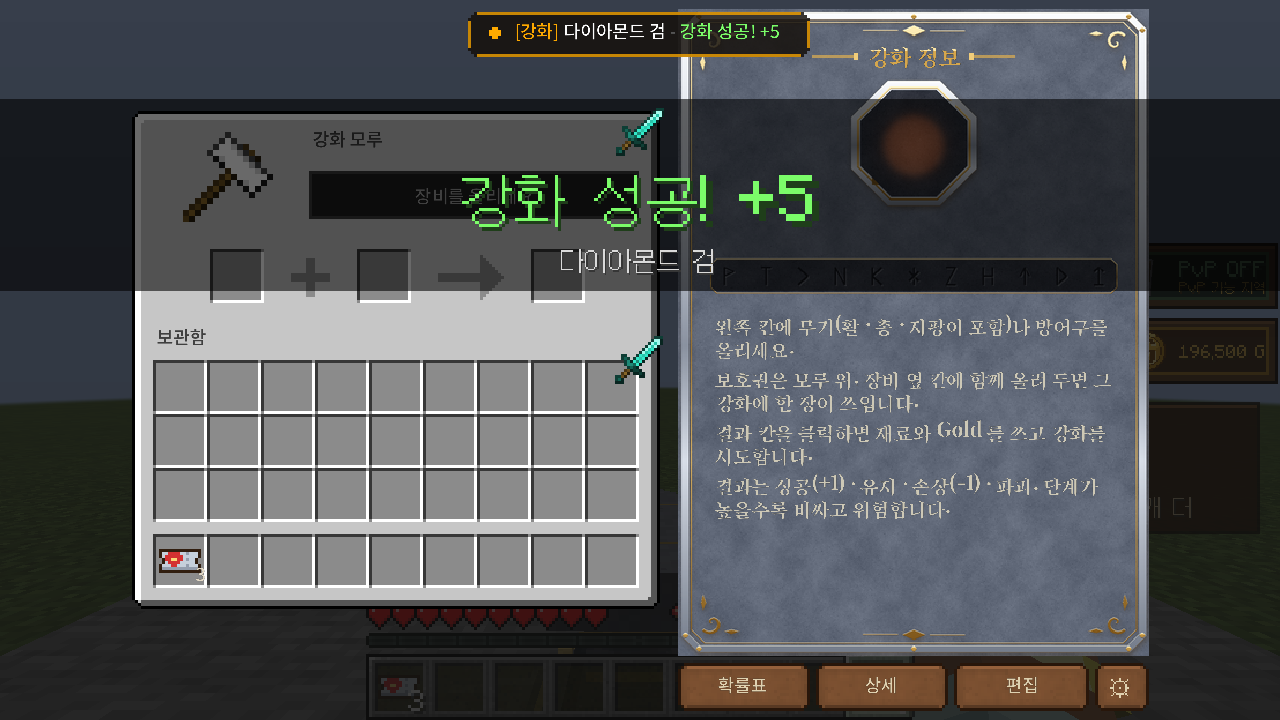 [강화] 다이아몬드 검 - 강화 성공! +5
강화 정보
강화 모루
강화 성공! +5
다이아몬드 검
P T > N K Z H 1
PvP OFF
PvP 가능 지역
196,500 G
보관함
왼쪽 칸에 무기(활·총·지팡이 포함)나 방어구를
올리세요.
보호권은 모루 위. 장비 옆 칸에 함께 올려 두면 그
강화에 한 장이 쓰입니다.
결과 칸을 클릭하면 재료와 Gold 를 쓰고 강화를
시도합니다.
결과는 성공(+1)·유지·손상(-1)·파괴. 단계가
높을수록 비싸고 위험합니다.
3
3
확률표
상세
편집